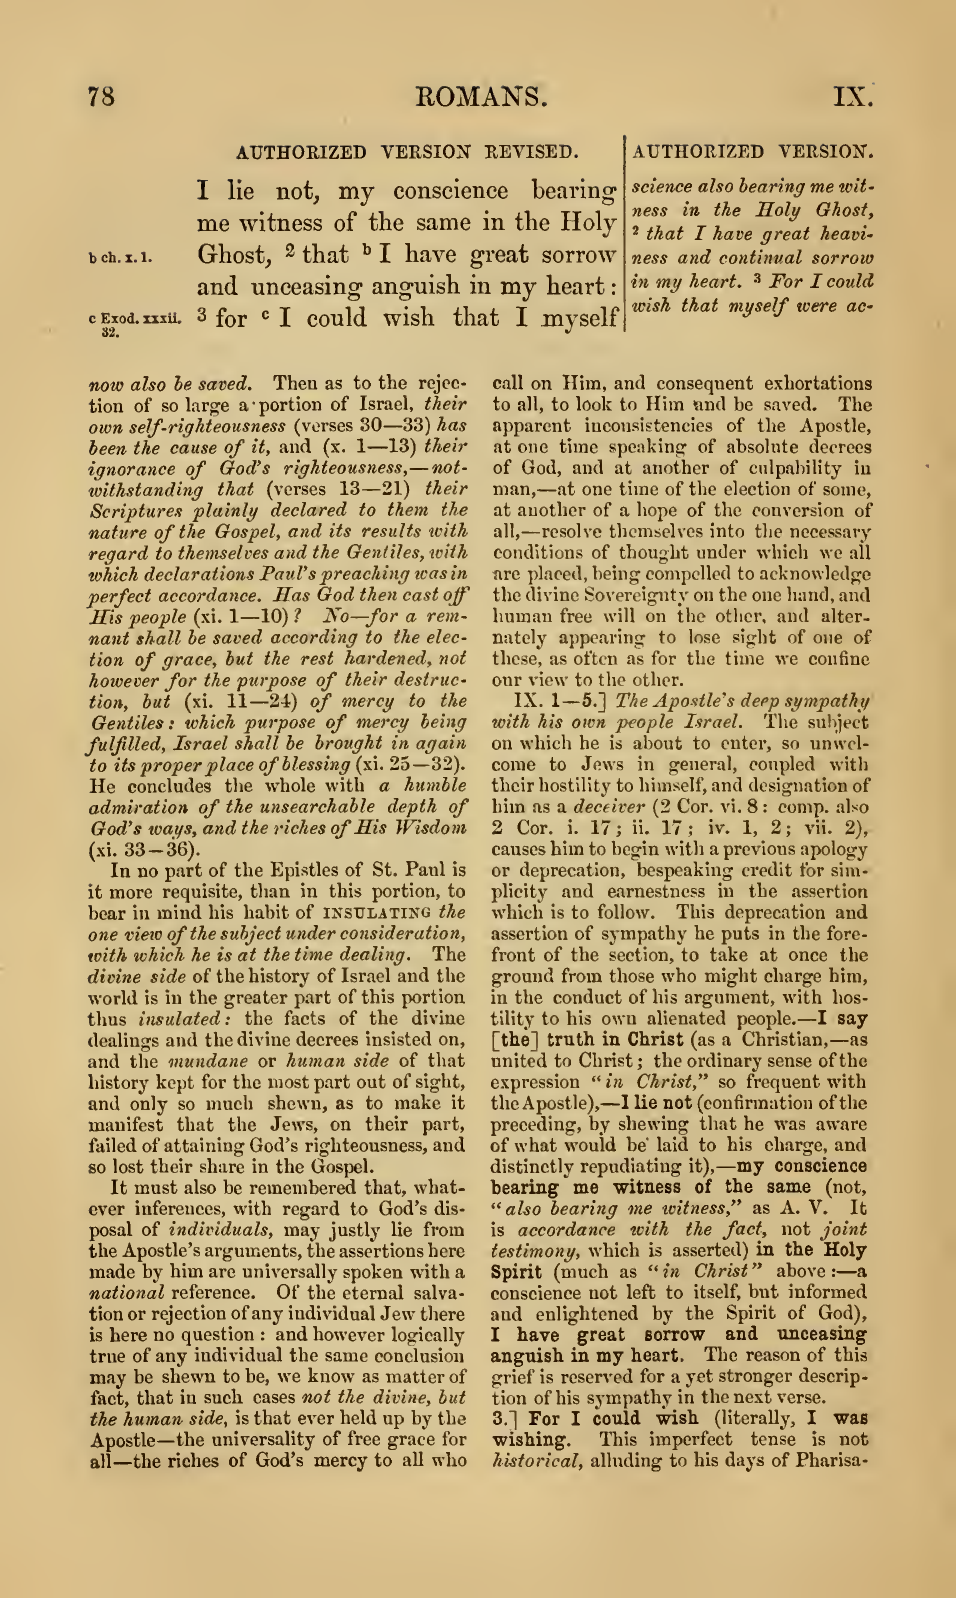 78
ROMANS.
IX.
AUTHORIZED VERSION REVISED.
I lie not, my conscience bearing
me witness of the same in the Holy
b ch. x. 1.
Ghost, 2 that b I have great sorrow
and unceasing anguish in my heart :
c Exod. xxxii.
32.
3 for c I could wish that I myself
AUTHORIZED VERSION.
science also bearing me wit-
ness in the Holy Ghost,
2 that I have great heavi-
ness and continual sorrow
in my heart. 3 For I could
wish that myself were ac-
now also be saved. Then as to the rejec-
tion of so large a portion of Israel, their
own self-righteousness (verses 30—33) has
been the cause of it, and (x. 1—13) their
ignorance of God's righteousness,—not-
withstanding that (verses 13—21) their
Scriptures plainly declared to them the
nature of the Gospel, and its results with
regard to themselves and the Gentiles, with
which declarations Paul's preaching was in
perfect accordance. Has God then cast off
His people (xi. 1—10) ? No—for a rem-
nant shall be saved according to the elec-
tion of grace, but the rest hardened, not
however for the purpose of their destruc-
tion, but (xi. 11—24) of mercy to the
Gentiles : which purpose of mercy being
fulfilled, Israel shall be brought in again
to its proper place of blessing (xi. 25—32).
He concludes the whole with a humble
admiration of the unsearchable depth of
God's ways, and the riches of His Wisdom
(xi. 33—36).
In no part of the Epistles of St. Paul is
it more requisite, than in this portion, to
bear in mind his habit of INSULATING the
one view of the subject under consideration,
with which he is at the time dealing. The
divine side of the history of Israel and the
world is in the greater part of this portion
thus insulated : the facts of the divine
dealings and the divine decrees insisted on,
and the mundane or human side of that
history kept for the most part out of sight,
and only so much shewn, as to make it
manifest that the Jews, on their part,
failed of attaining God's righteousness, and
so lost their share in the Gospel.
It must also be remembered that, what-
ever inferences, with regard to God's dis-
posal of individuals, may justly lie from
the Apostle's arguments, the assertions here
made by him are universally spoken with a
national reference. Of the eternal salva-
tion or rejection of any individual Jew there
is here no question : and however logically
true of any individual the same conclusion
may be shewn to be, we know as matter of
fact, that in such cases not the divine, but
the human side, is that ever held up by the
Apostle—the universality of free grace for
all—the riches of God's mercy to all who
call on Him, and consequent exhortations
to all, to look to Him and be saved. The
apparent inconsistencies of the Apostle,
at one time speaking of absolute decrees
of God, and at another of culpability in
man,—at one time of the election of some,
at another of a hope of the conversion of
all,—resolve themselves into the necessary
conditions of thought under which we all
are placed, being compelled to acknowledge
the divine Sovereignty on the one hand, and
human free will on the other, and alter-
nately appearing to lose sight of one of
these, as often as for the time we confine
our view to the other.
IX. 1—5.] The Apostle's deep sympathy
with his own people Israel. The subject
on which he is about to enter, so unwel-
come to Jews in general, coupled with
their hostility to himself, and designation of
him as a deceiver (2 Cor. vi. 8 : comp. also
2 Cor. i. 17 ; ii. 17 ; iv. 1, 2 ; vii. 2),
causes him to begin with a previous apology
or deprecation, bespeaking credit for sim-
plicity and earnestness in the assertion
which is to follow. This deprecation and
assertion of sympathy he puts in the fore-
front of the section, to take at once the
ground from those who might charge him,
in the conduct of his argument, with hos-
tility to his own alienated people.—I say
[the] truth in Christ (as a Christian,—as
united to Christ ; the ordinary sense of the
expression "in Christ," so frequent with
the Apostle),—I lie not (confirmation of the
preceding, by shewing that he was aware
of what would be laid to his charge, and
distinctly repudiating it),—my conscience
bearing me witness of the same (not,
"also bearing me witness," as A. V. It
is accordance with the fact, not joint
testimony, which is asserted) in the Holy
Spirit (much as "in Christ" above :—a
conscience not left to itself, but informed
and enlightened by the Spirit of God),
I have great sorrow and unceasing
anguish in my heart. The reason of this
grief is reserved for a yet stronger descrip-
tion of his sympathy in the next verse.
3.] For I could wish (literally, I was
wishing. This imperfect tense is not
historical, alluding to his days of Pharisa-